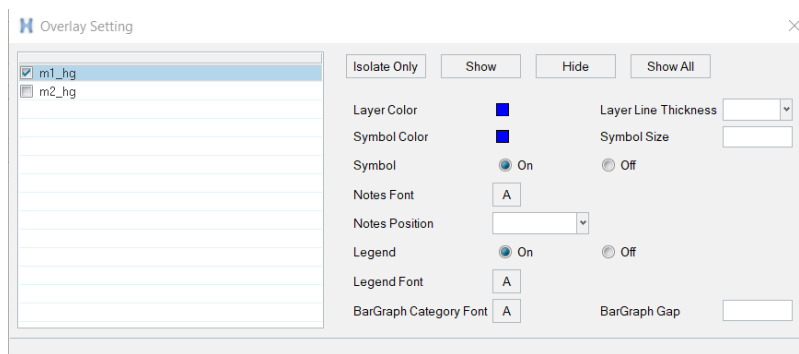 Overlay Setting
m1_hg
m2_hg
Isolate Only Show Hide Show All
Layer Color Layer Line Thickness
Symbol Color Symbol Size
Symbol On Off
Notes Font A
Notes Position
Legend On Off
Legend Font A
BarGraph Category Font A BarGraph Gap